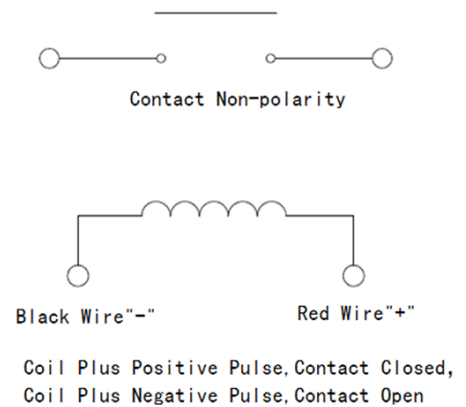 Contact Non-polarity
Black Wire"-" Red Wire"+"
Coil Plus Positive Pulse,Contact Closed,
Coil Plus Negative Pulse,Contact Open